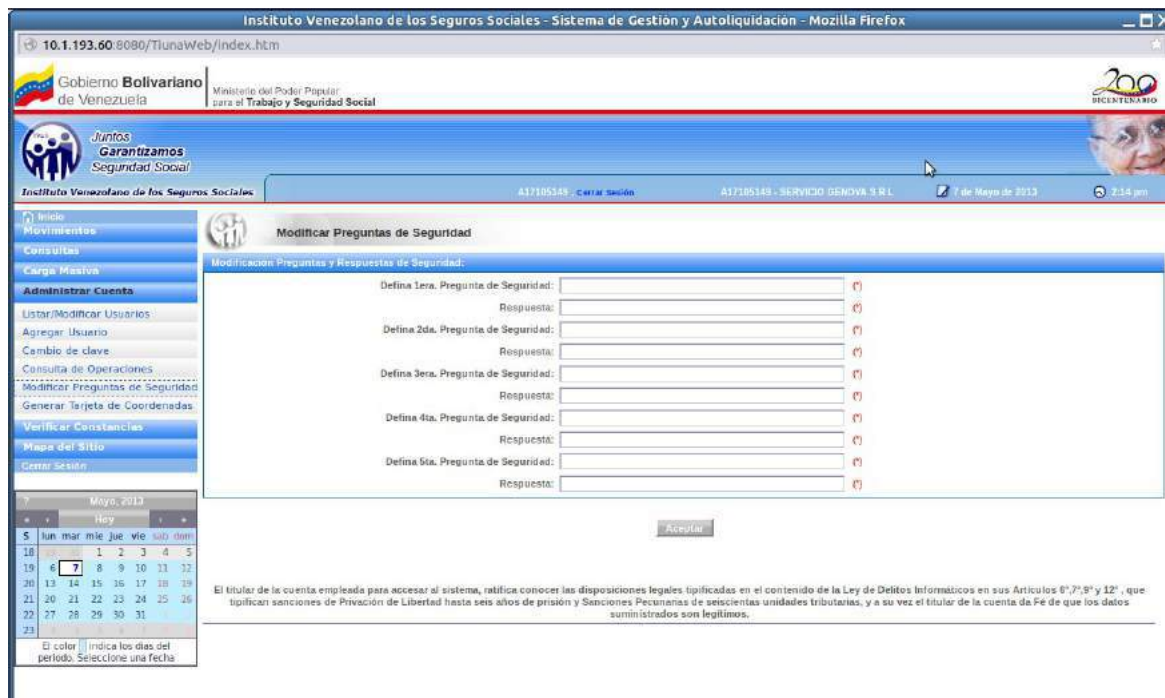 Instituto Venezolano de los Seguros Sociales - Sistema de Gestión y Autoliquidación - Mozilla Firefox
10.1.193.60:8080/TiunaWeb/index.htm
Gobierno Bolivariano
de Venezuela
Ministerio del Poder Popular
para el Trabajo y Seguridad Social
200
BICENTENARIO
Juntos
Garantizamos
Seguridad Social
Instituto Venezolano de los Seguros Sociales
A17105149 . Cerrar Sesión
A17105149 - SERVICIO GENOVA S.R.L.
7 de Mayo de 2013
2:14 pm
Inicio
Movimientos
Consultas
Carga Masiva
Administrar Cuenta
Listar/Modificar Usuarios
Agregar Usuario
Cambio de clave
Consulta de Operaciones
Modificar Preguntas de Seguridad
Generar Tarjeta de Coordenadas
Verificar Constancias
Mapa del Sitio
Cerrar Sesión
Modificar Preguntas de Seguridad
Modificación Preguntas y Respuestas de Seguridad:
Defina 1era. Pregunta de Seguridad: (*)
Respuesta: (*)
Defina 2da. Pregunta de Seguridad: (*)
Respuesta: (*)
Defina 3era. Pregunta de Seguridad: (*)
Respuesta: (*)
Defina 4ta. Pregunta de Seguridad: (*)
Respuesta: (*)
Defina 5ta. Pregunta de Seguridad: (*)
Respuesta: (*)
Aceptar
? Mayo, 2013
« ‹ Hoy › »
S lun mar mie jue vie sab dom
18 1 2 3 4 5
19 6 7 8 9 10 11 12
20 13 14 15 16 17 18 19
21 20 21 22 23 24 25 26
22 27 28 29 30 31
23
El color indica los días del
periodo. Seleccione una fecha
El titular de la cuenta empleada para accesar al sistema, ratifica conocer las disposiciones legales tipificadas en el contenido de la Ley de Delitos Informáticos en sus Artículos 6°,7°,9° y 12° , que
tipifican sanciones de Privación de Libertad hasta seis años de prisión y Sanciones Pecunarias de seiscientas unidades tributarias, y a su vez el titular de la cuenta da Fé de que los datos
suministrados son legítimos.